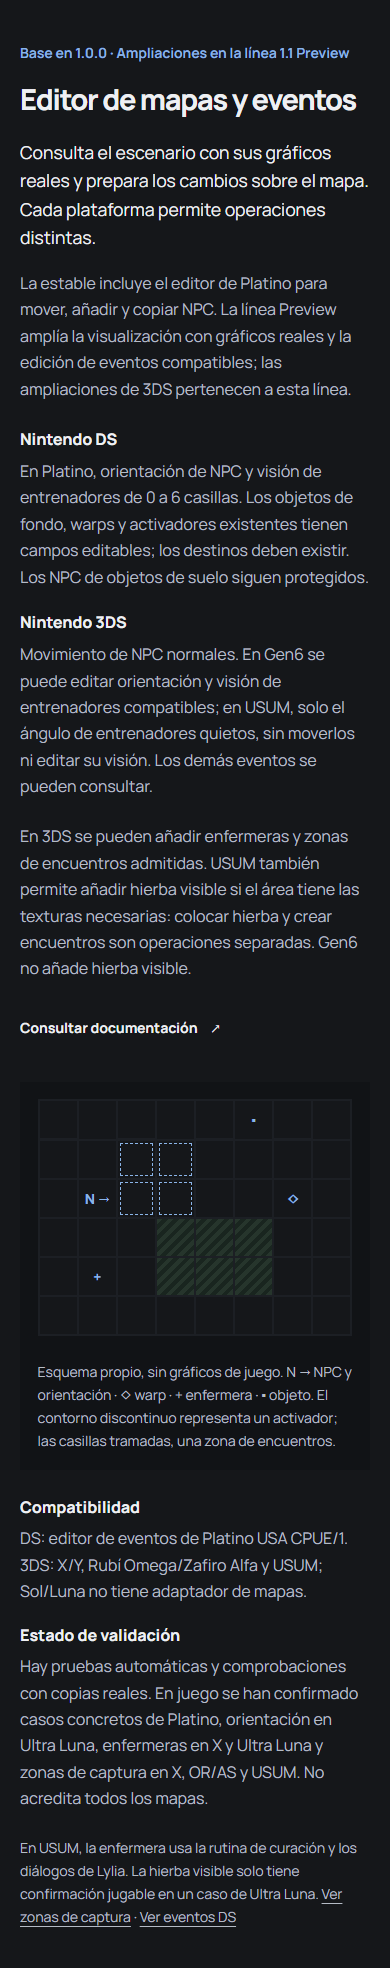 Base en 1.0.0 · Ampliaciones en la línea 1.1 Preview
Editor de mapas y eventos
Consulta el escenario con sus gráficos
reales y prepara los cambios sobre el mapa.
Cada plataforma permite operaciones
distintas.
La estable incluye el editor de Platino para
mover, añadir y copiar NPC. La línea Preview
amplía la visualización con gráficos reales y la
edición de eventos compatibles; las
ampliaciones de 3DS pertenecen a esta línea.
Nintendo DS
En Platino, orientación de NPC y visión de
entrenadores de 0 a 6 casillas. Los objetos de
fondo, warps y activadores existentes tienen
campos editables; los destinos deben existir.
Los NPC de objetos de suelo siguen protegidos.
Nintendo 3DS
Movimiento de NPC normales. En Gen6 se
puede editar orientación y visión de
entrenadores compatibles; en USUM, solo el
ángulo de entrenadores quietos, sin moverlos
ni editar su visión. Los demás eventos se
pueden consultar.
En 3DS se pueden añadir enfermeras y zonas
de encuentros admitidas. USUM también
permite añadir hierba visible si el área tiene las
texturas necesarias: colocar hierba y crear
encuentros son operaciones separadas. Gen6
no añade hierba visible.
Consultar documentación ↗
▪
N →
◇
+
Esquema propio, sin gráficos de juego. N → NPC y
orientación · ◇ warp · + enfermera · ▪ objeto. El
contorno discontinuo representa un activador;
las casillas tramadas, una zona de encuentros.
Compatibilidad
DS: editor de eventos de Platino USA CPUE/1.
3DS: X/Y, Rubí Omega/Zafiro Alfa y USUM;
Sol/Luna no tiene adaptador de mapas.
Estado de validación
Hay pruebas automáticas y comprobaciones
con copias reales. En juego se han confirmado
casos concretos de Platino, orientación en
Ultra Luna, enfermeras en X y Ultra Luna y
zonas de captura en X, OR/AS y USUM. No
acredita todos los mapas.
En USUM, la enfermera usa la rutina de curación y los
diálogos de Lylia. La hierba visible solo tiene
confirmación jugable en un caso de Ultra Luna. Ver
zonas de captura · Ver eventos DS